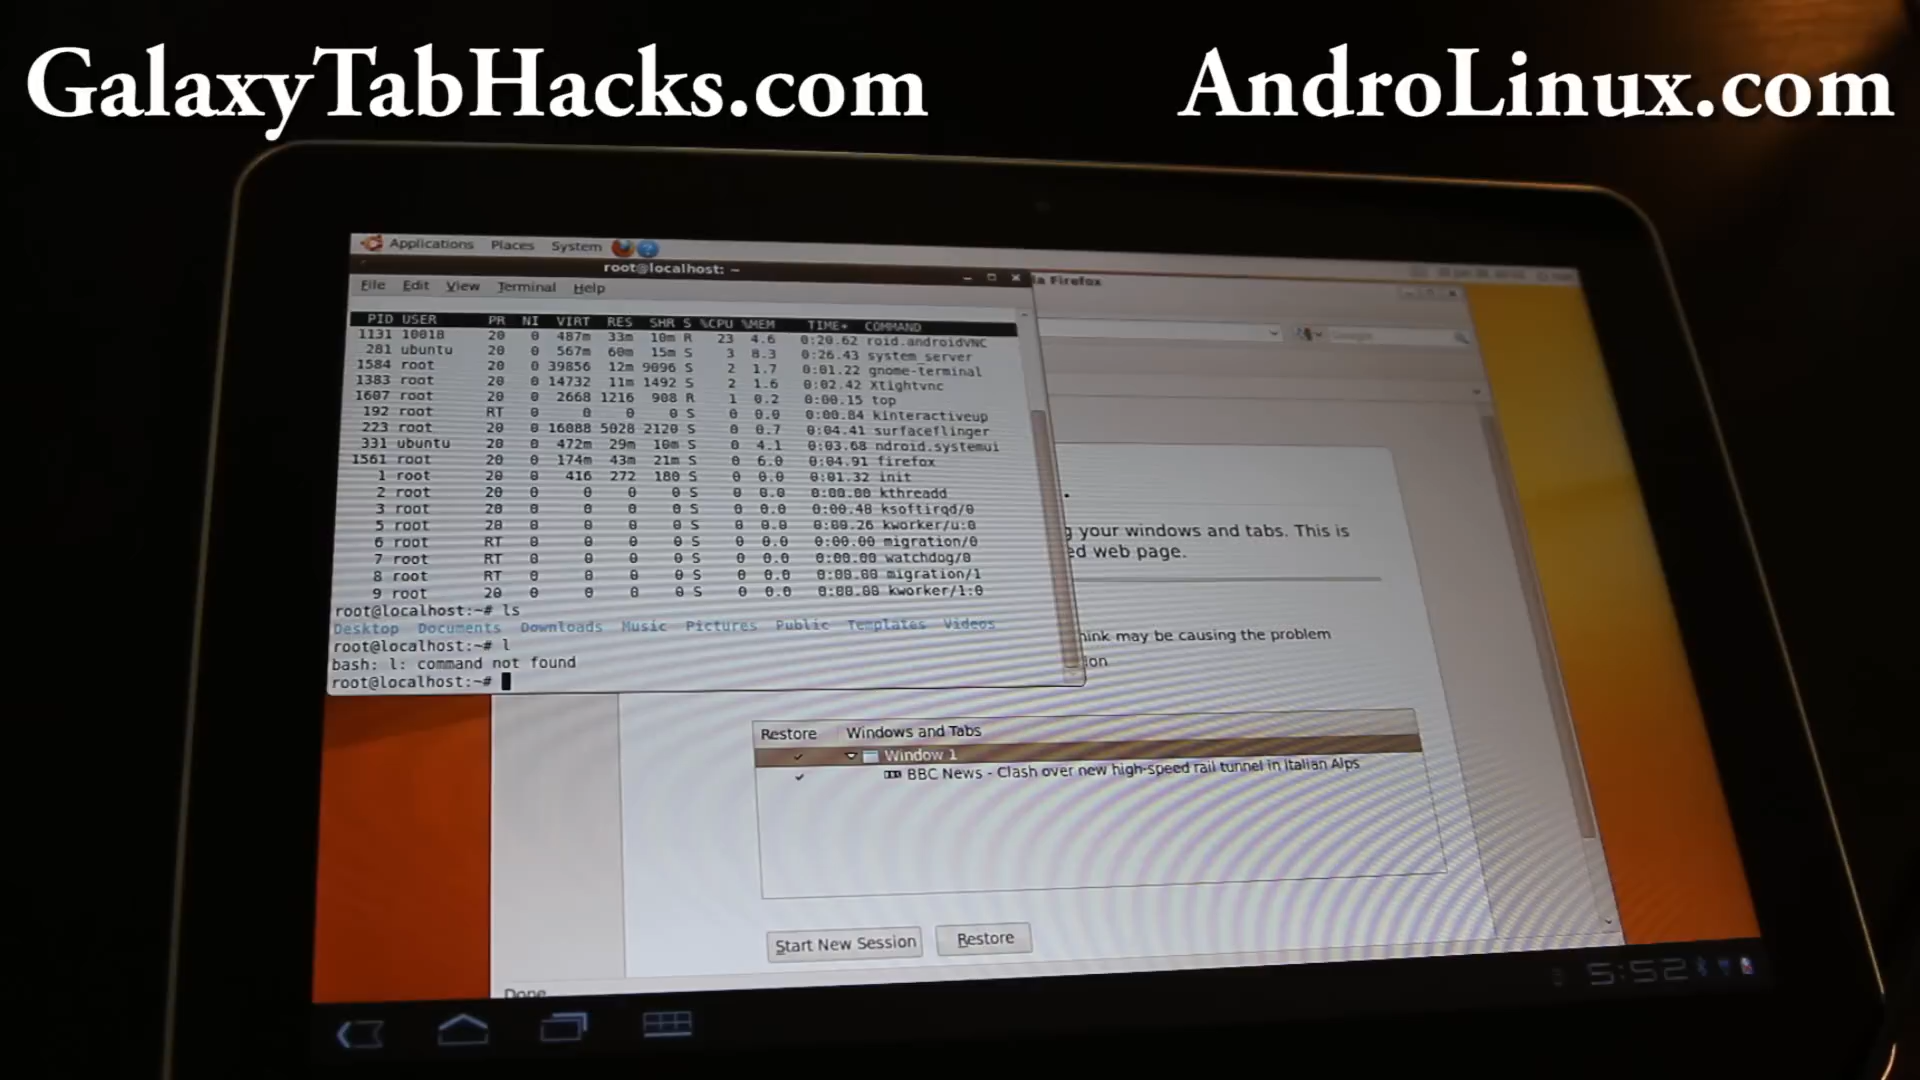 GalaxyTabHacks.com AndroLinux.com
Applications Places System
root@localhost: ~
la Firefox
File Edit View Terminal Help
PID USER PR NI VIRT RES SHR S %CPU %MEM TIME+ COMMAND
1131 10018 20 0 487m 33m 10m R 23 4.6 0:20.62 roid.androidVNC
281 ubuntu 20 0 567m 60m 15m S 3 8.3 0:26.43 system_server
1584 root 20 0 39856 12m 9096 S 2 1.7 0:01.22 gnome-terminal
1383 root 20 0 14732 11m 1492 S 2 1.6 0:02.42 Xtightvnc
1607 root 20 0 2668 1216 908 R 1 0.2 0:00.15 top
192 root RT 0 0 0 0 S 0 0.0 0:00.84 kinteractiveup
223 root 20 0 16088 5028 2120 S 0 0.7 0:04.41 surfaceflinger
331 ubuntu 20 0 472m 29m 10m S 0 4.1 0:03.68 ndroid.systemui
1561 root 20 0 174m 43m 21m S 0 6.0 0:04.91 firefox
1 root 20 0 416 272 180 S 0 0.0 0:01.32 init
2 root 20 0 0 0 0 S 0 0.0 0:00.00 kthreadd
3 root 20 0 0 0 0 S 0 0.0 0:00.48 ksoftirqd/0
5 root 20 0 0 0 0 S 0 0.0 0:00.26 kworker/u:0
6 root RT 0 0 0 0 S 0 0.0 0:00.00 migration/0
7 root RT 0 0 0 0 S 0 0.0 0:00.00 watchdog/0
8 root RT 0 0 0 0 S 0 0.0 0:00.00 migration/1
9 root 20 0 0 0 0 S 0 0.0 0:00.00 kworker/1:0
root@localhost:~# ls
Desktop Documents Downloads Music Pictures Public Templates Videos
root@localhost:~# l
bash: l: command not found
root@localhost:~#
Google
g your windows and tabs. This is
ed web page.
hink may be causing the problem
ion
Restore Windows and Tabs
Window 1
BBC News - Clash over new high-speed rail tunnel in Italian Alps
Start New Session Restore
Done
5:52